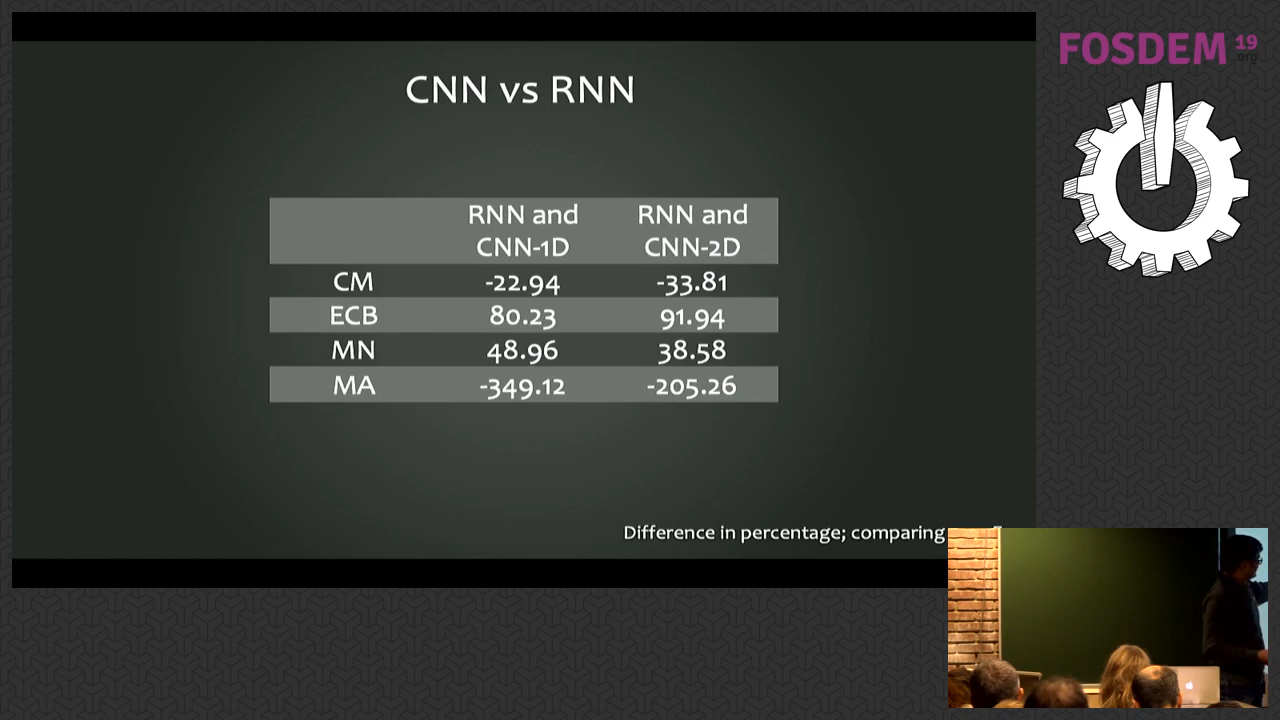 FOSDEM 19
.org
CNN vs RNN
RNN and CNN-1D RNN and CNN-2D
CM -22.94 -33.81
ECB 80.23 91.94
MN 48.96 38.58
MA -349.12 -205.26
Difference in percentage; comparing